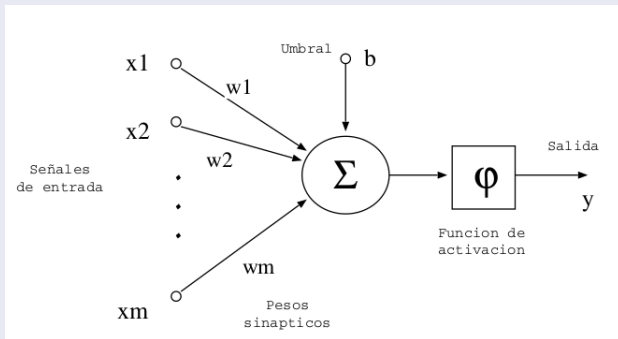 Umbral
b
x1
w1
x2
w2
Señales
de entrada
Σ
φ
Salida
y
Funcion de
activacion
wm
xm
Pesos
sinapticos